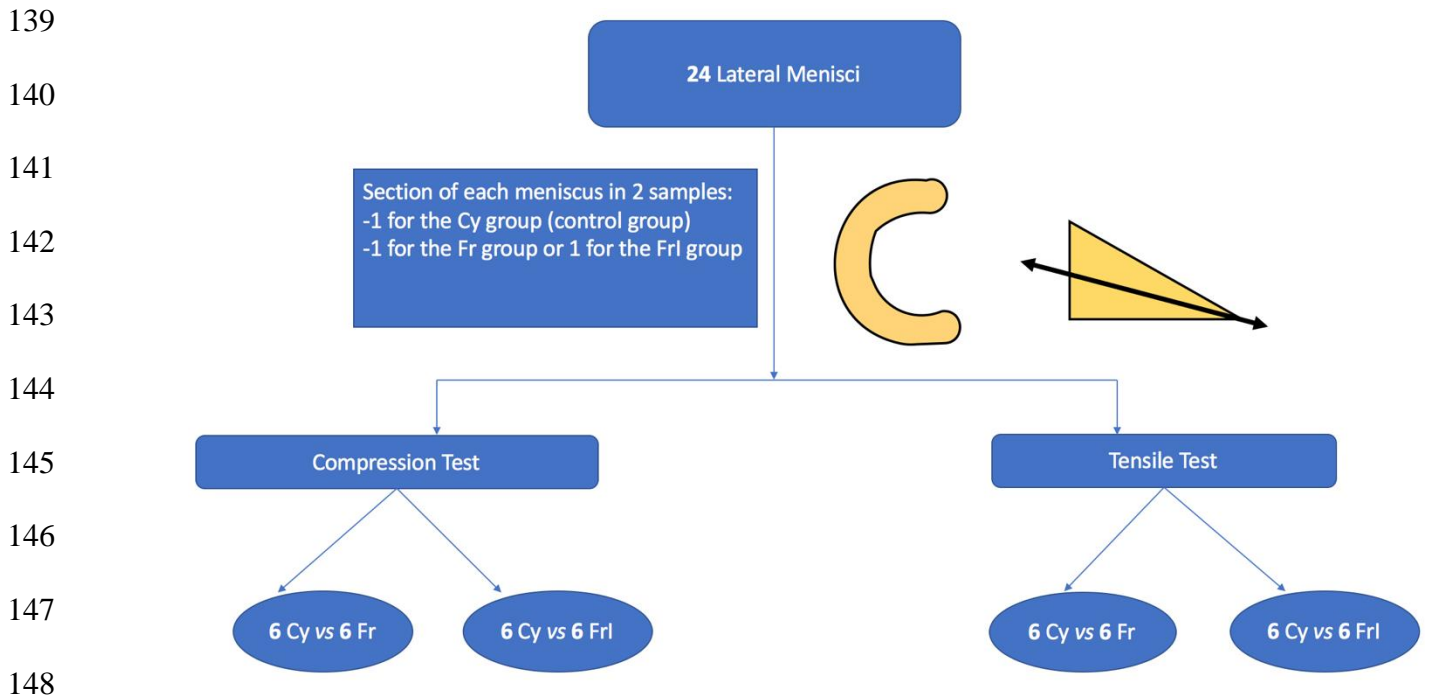 139
24 Lateral Menisci
140
141
Section of each meniscus in 2 samples:
-1 for the Cy group (control group)
142
-1 for the Fr group or 1 for the FrI group
143
144
145
Compression Test
Tensile Test
146
147
6 Cy vs 6 Fr
6 Cy vs 6 FrI
6 Cy vs 6 Fr
6 Cy vs 6 FrI
148